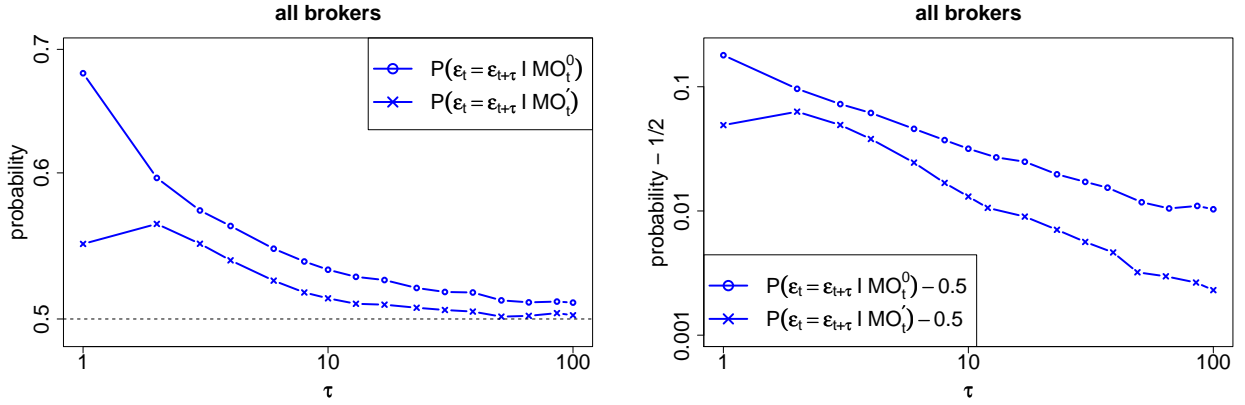 all brokers
0.7
0.6
0.5
probability
P(εt = εt+τ | MOt0)
P(εt = εt+τ | MOt′)
1
10
100
τ
all brokers
0.1
0.01
0.001
probability − 1/2
P(εt = εt+τ | MOt0) − 0.5
P(εt = εt+τ | MOt′) − 0.5
1
10
100
τ